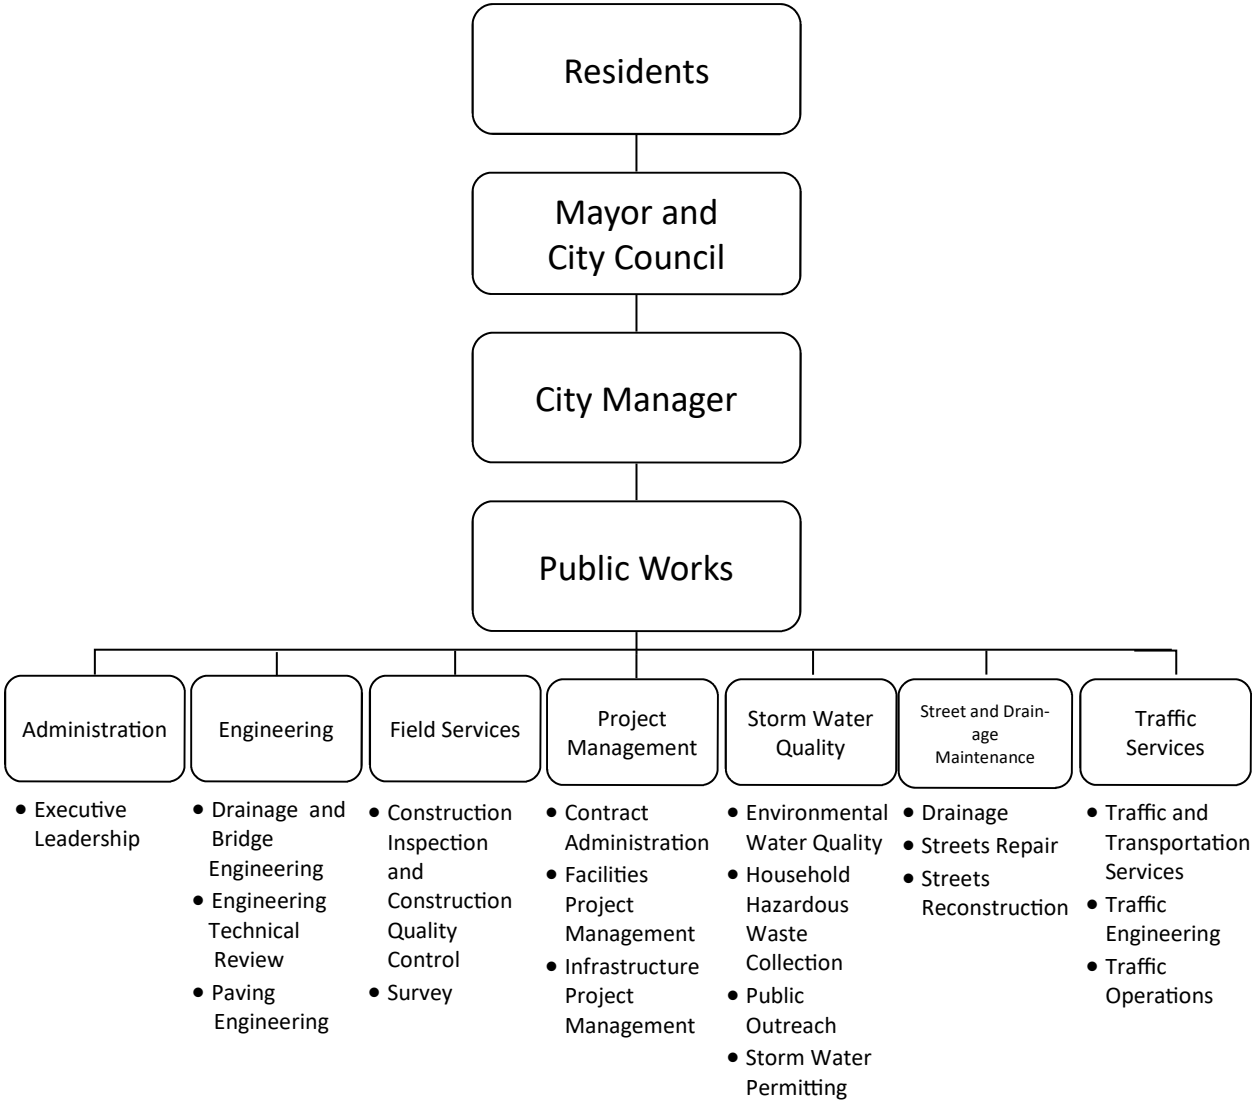 Residents
Mayor and
City Council
City Manager
Public Works
Administration
• Executive
Leadership
Engineering
• Drainage and
Bridge
Engineering
• Engineering
Technical
Review
• Paving
Engineering
Field Services
• Construction
Inspection
and
Construction
Quality
Control
• Survey
Project
Management
• Contract
Administration
• Facilities
Project
Management
• Infrastructure
Project
Management
Storm Water
Quality
• Environmental
Water Quality
• Household
Hazardous
Waste
Collection
• Public
Outreach
• Storm Water
Permitting
Street and Drain-
age
Maintenance
• Drainage
• Streets Repair
• Streets
Reconstruction
Traffic
Services
• Traffic and
Transportation
Services
• Traffic
Engineering
• Traffic
Operations